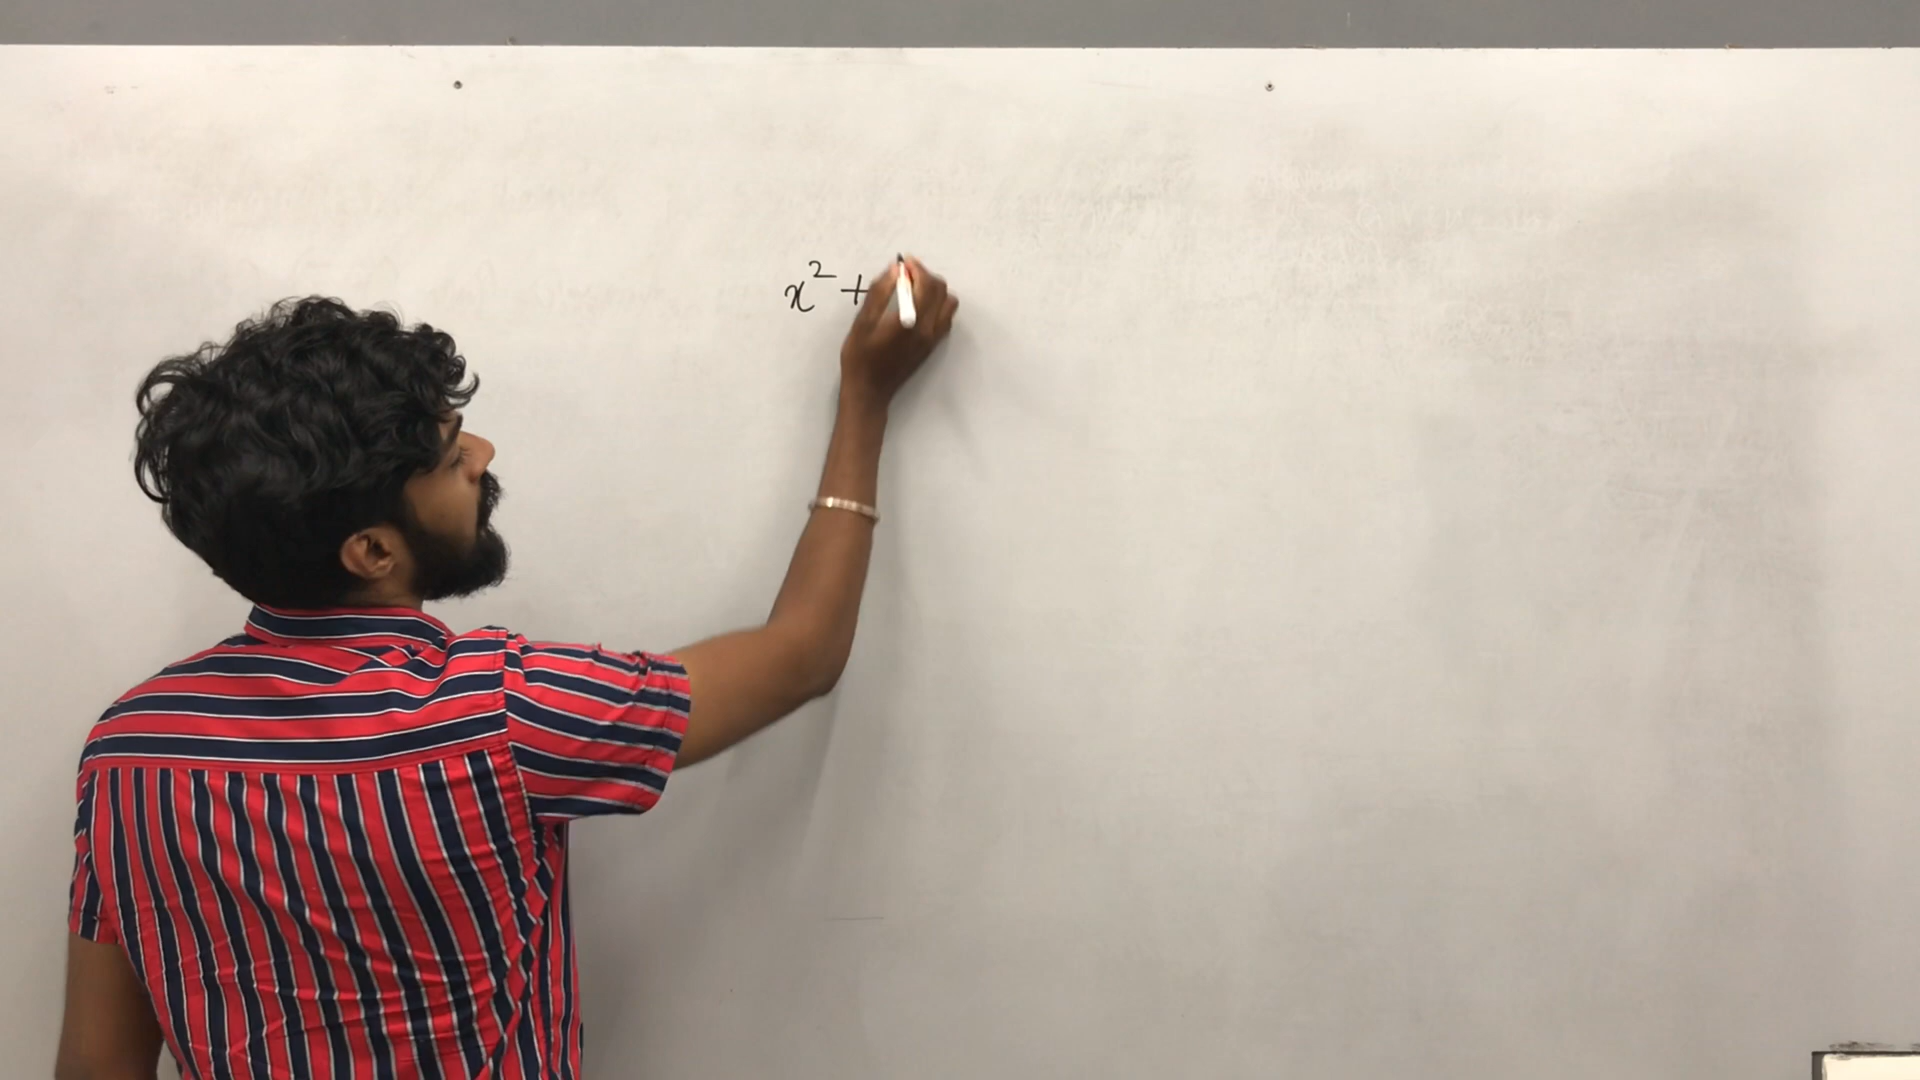 x² +